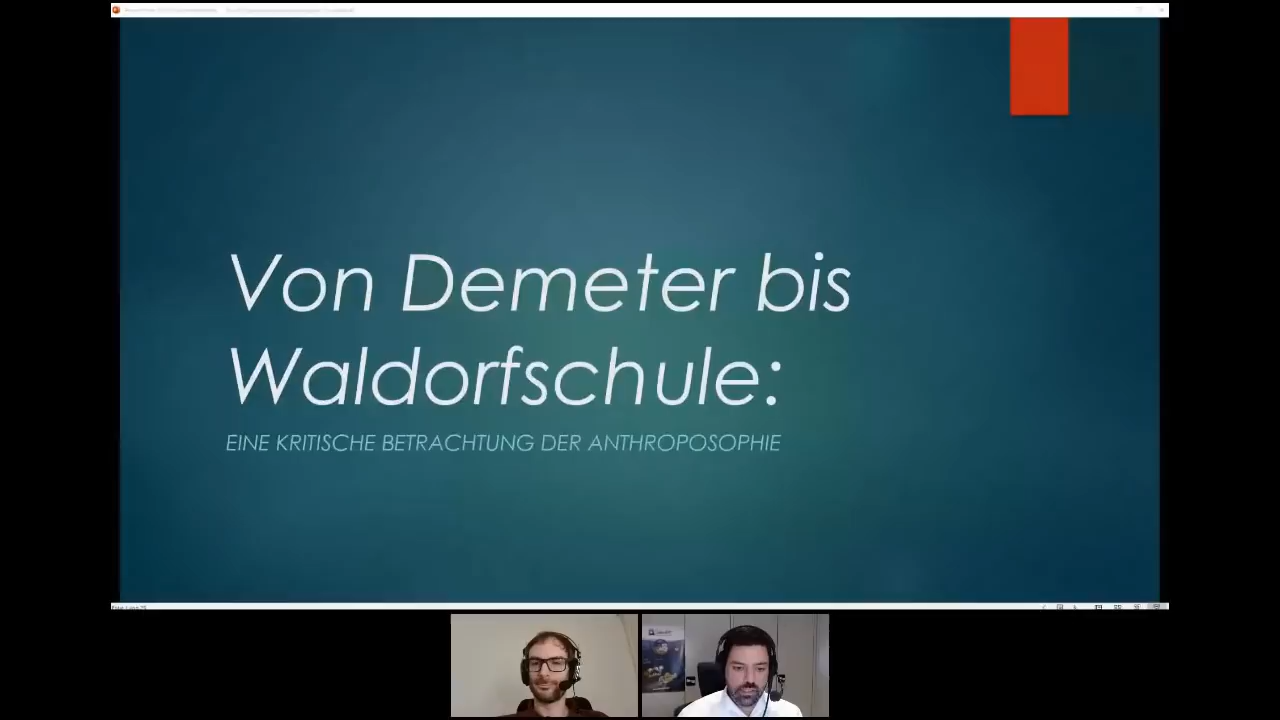 Von Demeter bis
Waldorfschule:
EINE KRITISCHE BETRACHTUNG DER ANTHROPOSOPHIE